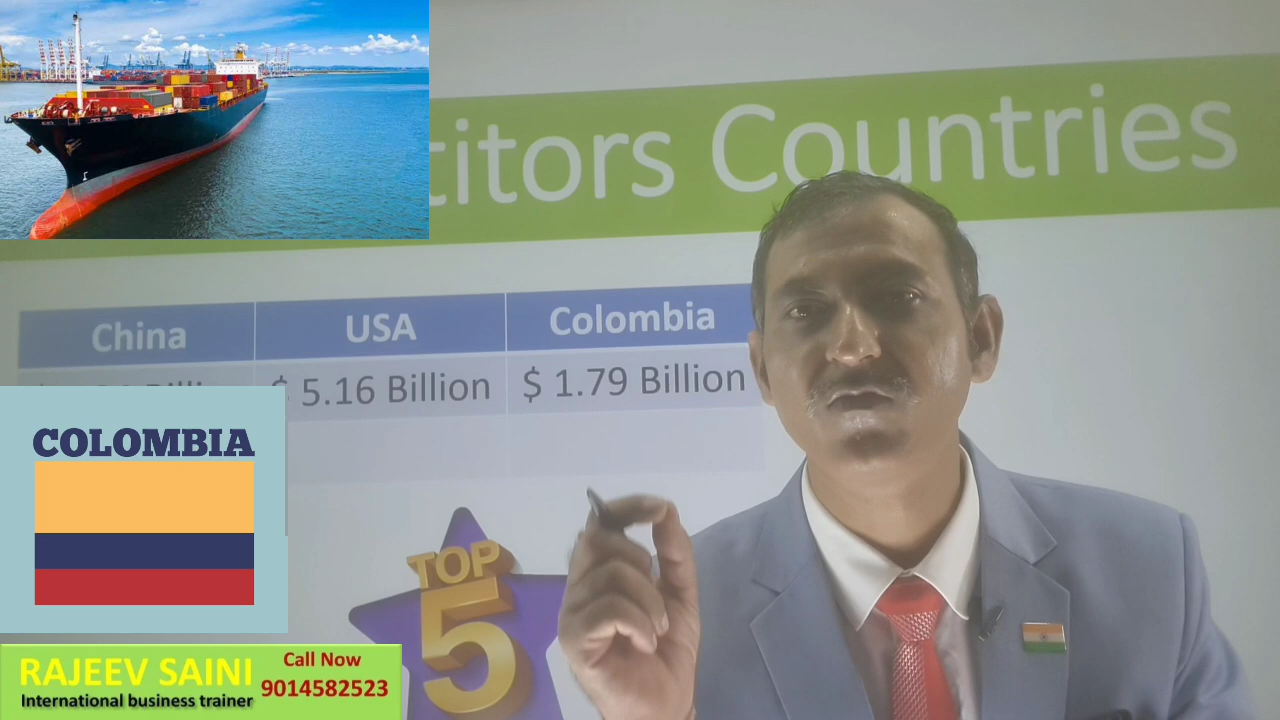 titors Countries
China
USA
Colombia
$ 5.16 Billion
$ 1.79 Billion
COLOMBIA
TOP
5
RAJEEV SAINI
International business trainer
Call Now
9014582523